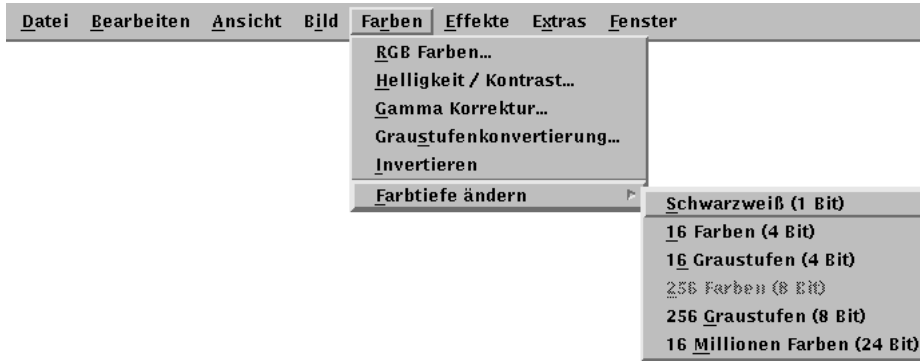 Datei Bearbeiten Ansicht Bild Farben Effekte Extras Fenster
RGB Farben...
Helligkeit / Kontrast...
Gamma Korrektur...
Graustufenkonvertierung...
Invertieren
Farbtiefe ändern
Schwarzweiß (1 Bit)
16 Farben (4 Bit)
16 Graustufen (4 Bit)
256 Farben (8 Bit)
256 Graustufen (8 Bit)
16 Millionen Farben (24 Bit)